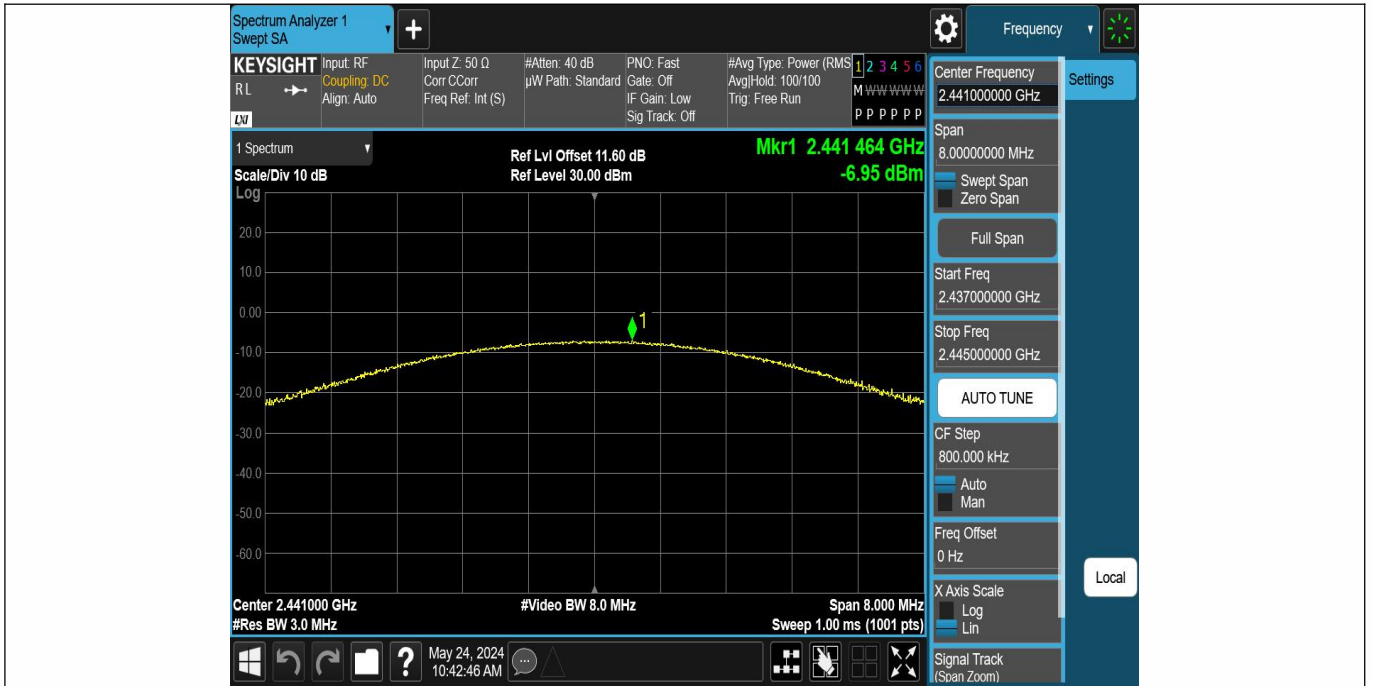 Spectrum Analyzer 1
Swept SA
+
Frequency
KEYSIGHT
RL
LXI
Input: RF
Coupling: DC
Align: Auto
Input Z: 50 Ω
Corr CCorr
Freq Ref: Int (S)
#Atten: 40 dB
µW Path: Standard
PNO: Fast
Gate: Off
IF Gain: Low
Sig Track: Off
#Avg Type: Power (RMS
Avg|Hold: 100/100
Trig: Free Run
1 2 3 4 5 6
M W W W W W
P P P P P P
1 Spectrum
Scale/Div 10 dB
Ref Lvl Offset 11.60 dB
Ref Level 30.00 dBm
Mkr1 2.441 464 GHz
-6.95 dBm
Log
20.0
10.0
0.00
-10.0
-20.0
-30.0
-40.0
-50.0
-60.0
1
Center 2.441000 GHz
#Res BW 3.0 MHz
#Video BW 8.0 MHz
Span 8.000 MHz
Sweep 1.00 ms (1001 pts)
Center Frequency
2.441000000 GHz
Span
8.00000000 MHz
Swept Span
Zero Span
Full Span
Start Freq
2.437000000 GHz
Stop Freq
2.445000000 GHz
AUTO TUNE
CF Step
800.000 kHz
Auto
Man
Freq Offset
0 Hz
X Axis Scale
Log
Lin
Signal Track
(Span Zoom)
Settings
Local
?
May 24, 2024
10:42:46 AM